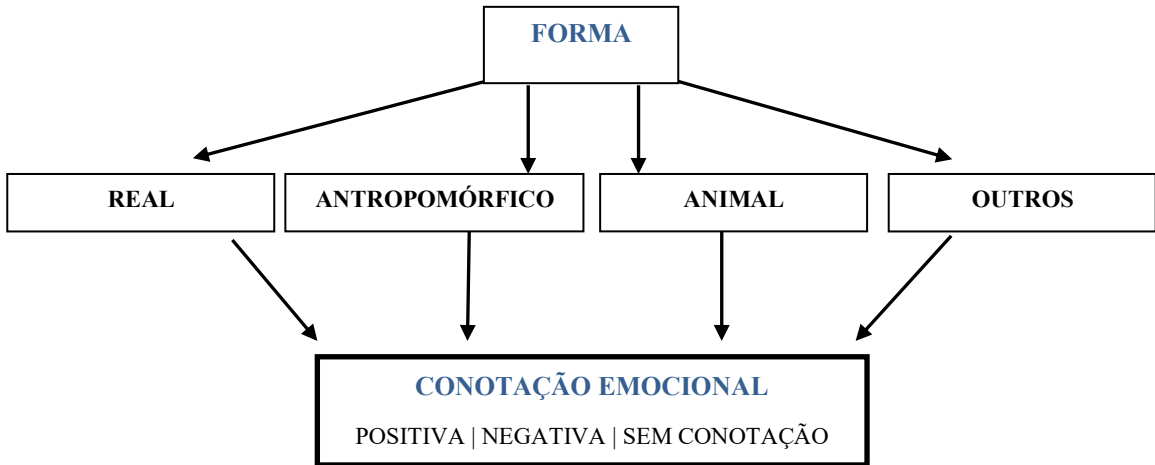 FORMA
REAL
ANTROPOMÓRFICO
ANIMAL
OUTROS
CONOTAÇÃO EMOCIONAL
POSITIVA | NEGATIVA | SEM CONOTAÇÃO